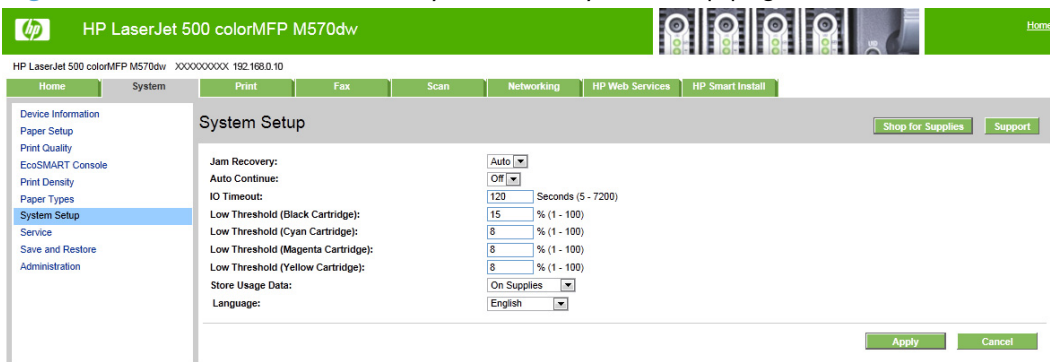 hp HP LaserJet 500 colorMFP M570dw
Home
HP LaserJet 500 colorMFP M570dw XXXXXXXXX 192.168.0.10
Home System Print Fax Scan Networking HP Web Services HP Smart Install
Device Information
Paper Setup
Print Quality
EcoSMART Console
Print Density
Paper Types
System Setup
Service
Save and Restore
Administration
System Setup
Shop for Supplies Support
Jam Recovery: Auto
Auto Continue: Off
IO Timeout: 120 Seconds (5 - 7200)
Low Threshold (Black Cartridge): 15 % (1 - 100)
Low Threshold (Cyan Cartridge): 8 % (1 - 100)
Low Threshold (Magenta Cartridge): 8 % (1 - 100)
Low Threshold (Yellow Cartridge): 8 % (1 - 100)
Store Usage Data: On Supplies
Language: English
Apply Cancel